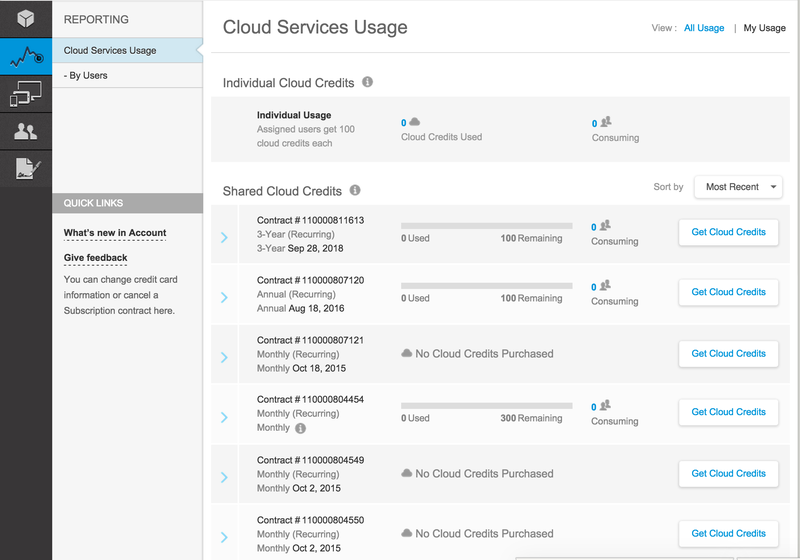 REPORTING
Cloud Services Usage
- By Users
QUICK LINKS
What's new in Account
Give feedback
You can change credit card
information or cancel a
Subscription contract here.
Cloud Services Usage
View : All Usage | My Usage
Individual Cloud Credits
Individual Usage
Assigned users get 100
cloud credits each
0
Cloud Credits Used
0
Consuming
Shared Cloud Credits
Sort by Most Recent
Contract # 110000811613
3-Year (Recurring)
3-Year Sep 28, 2018
0 Used 100 Remaining
0
Consuming
Get Cloud Credits
Contract # 110000807120
Annual (Recurring)
Annual Aug 18, 2016
0 Used 100 Remaining
0
Consuming
Get Cloud Credits
Contract # 110000807121
Monthly (Recurring)
Monthly Oct 18, 2015
No Cloud Credits Purchased
Get Cloud Credits
Contract # 110000804454
Monthly (Recurring)
Monthly
0 Used 300 Remaining
0
Consuming
Get Cloud Credits
Contract # 110000804549
Monthly (Recurring)
Monthly Oct 2, 2015
No Cloud Credits Purchased
Get Cloud Credits
Contract # 110000804550
Monthly (Recurring)
Monthly Oct 2, 2015
No Cloud Credits Purchased
Get Cloud Credits